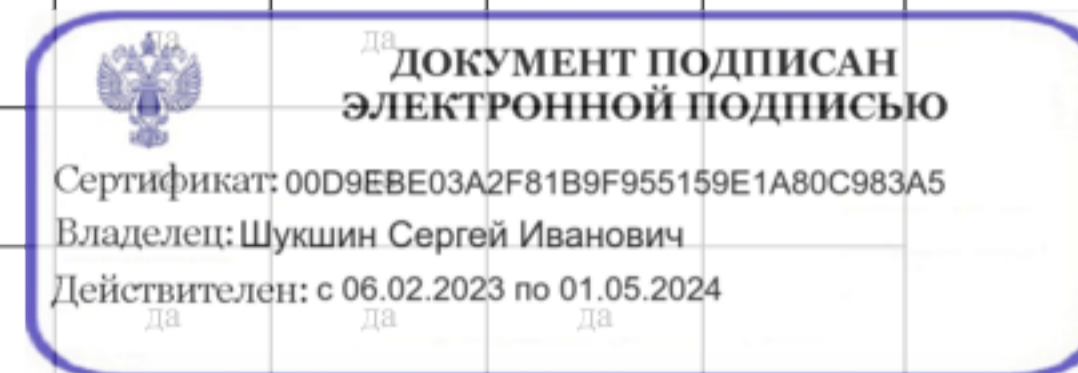 да да
ДОКУМЕНТ ПОДПИСАН
ЭЛЕКТРОННОЙ ПОДПИСЬЮ
Сертификат: 00D9EBE03A2F81B9F955159E1A80C983A5
Владелец: Шукшин Сергей Иванович
Действителен: с 06.02.2023 по 01.05.2024
да да да